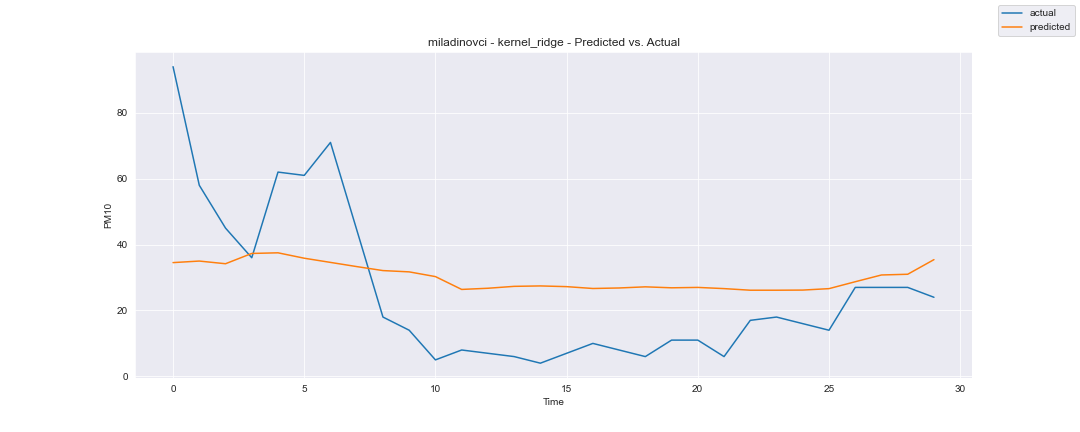 actual
predicted
miladinovci - kernel_ridge - Predicted vs. Actual
80
60
40
20
0
PM10
0 5 10 15 20 25 30
Time